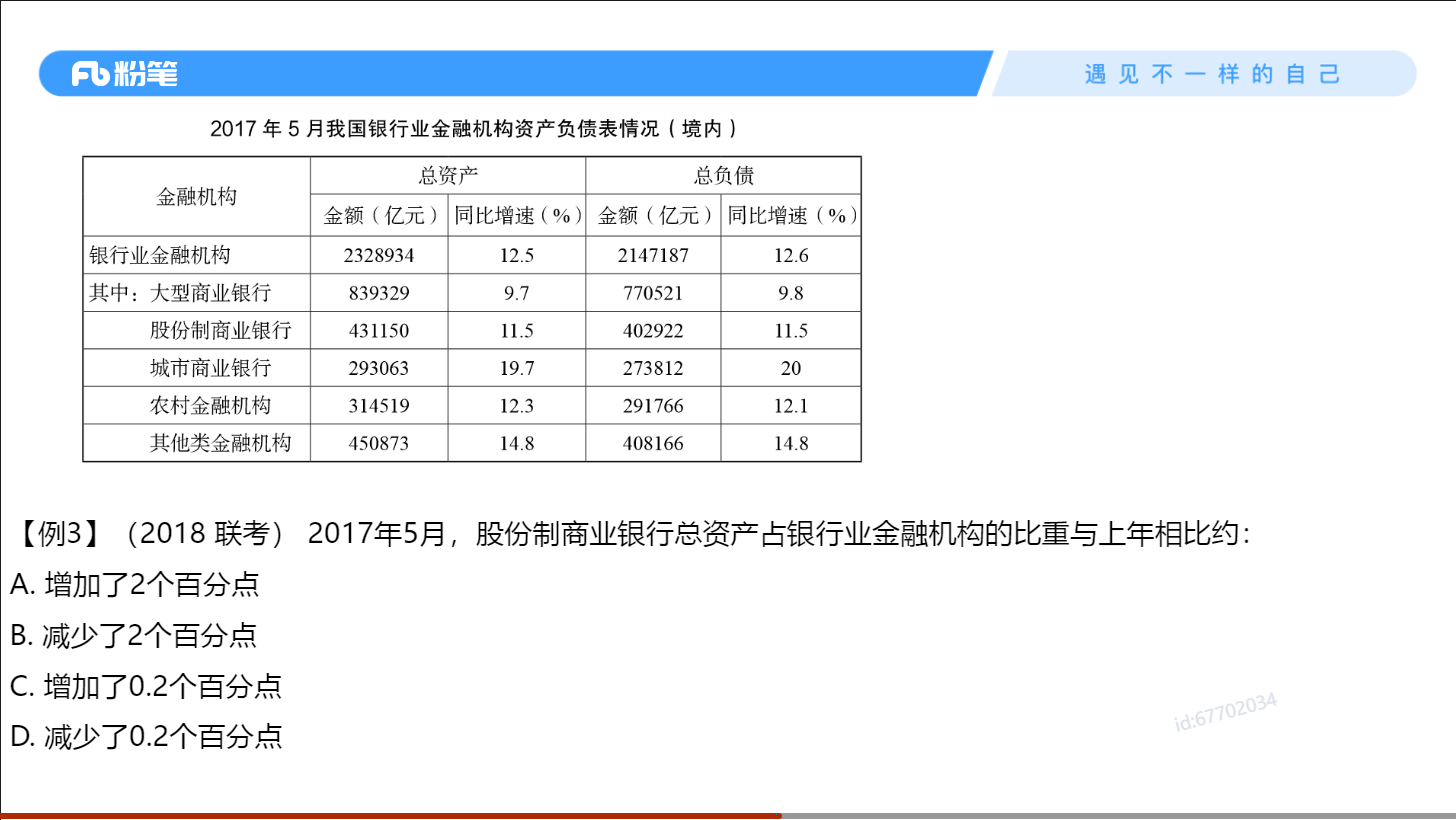 粉笔
遇见不一样的自己
2017 年 5 月我国银行业金融机构资产负债表情况（境内）
金融机构 总资产 总负债
金额（亿元） 同比增速（%） 金额（亿元） 同比增速（%）
银行业金融机构 2328934 12.5 2147187 12.6
其中：大型商业银行 839329 9.7 770521 9.8
股份制商业银行 431150 11.5 402922 11.5
城市商业银行 293063 19.7 273812 20
农村金融机构 314519 12.3 291766 12.1
其他类金融机构 450873 14.8 408166 14.8
【例3】（2018 联考） 2017年5月，股份制商业银行总资产占银行业金融机构的比重与上年相比约：
A. 增加了2个百分点
B. 减少了2个百分点
C. 增加了0.2个百分点
D. 减少了0.2个百分点
id:67702034